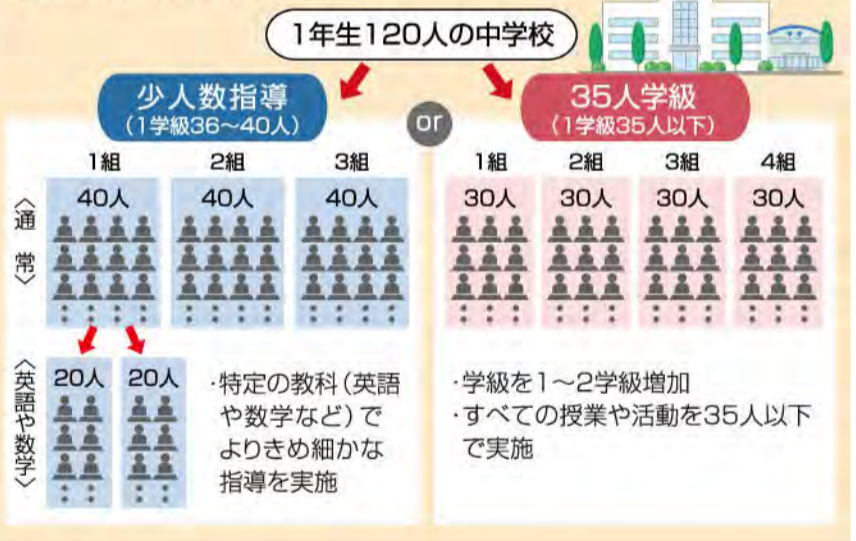 1年生120人の中学校
少人数指導
(1学級36〜40人)
or
35人学級
(1学級35人以下)
1組 2組 3組
〈通常〉
40人 40人 40人
〈英語や数学〉
20人 20人
・特定の教科(英語
や数学など)で
よりきめ細かな
指導を実施
1組 2組 3組 4組
30人 30人 30人 30人
・学級を1〜2学級増加
・すべての授業や活動を35人以下
で実施